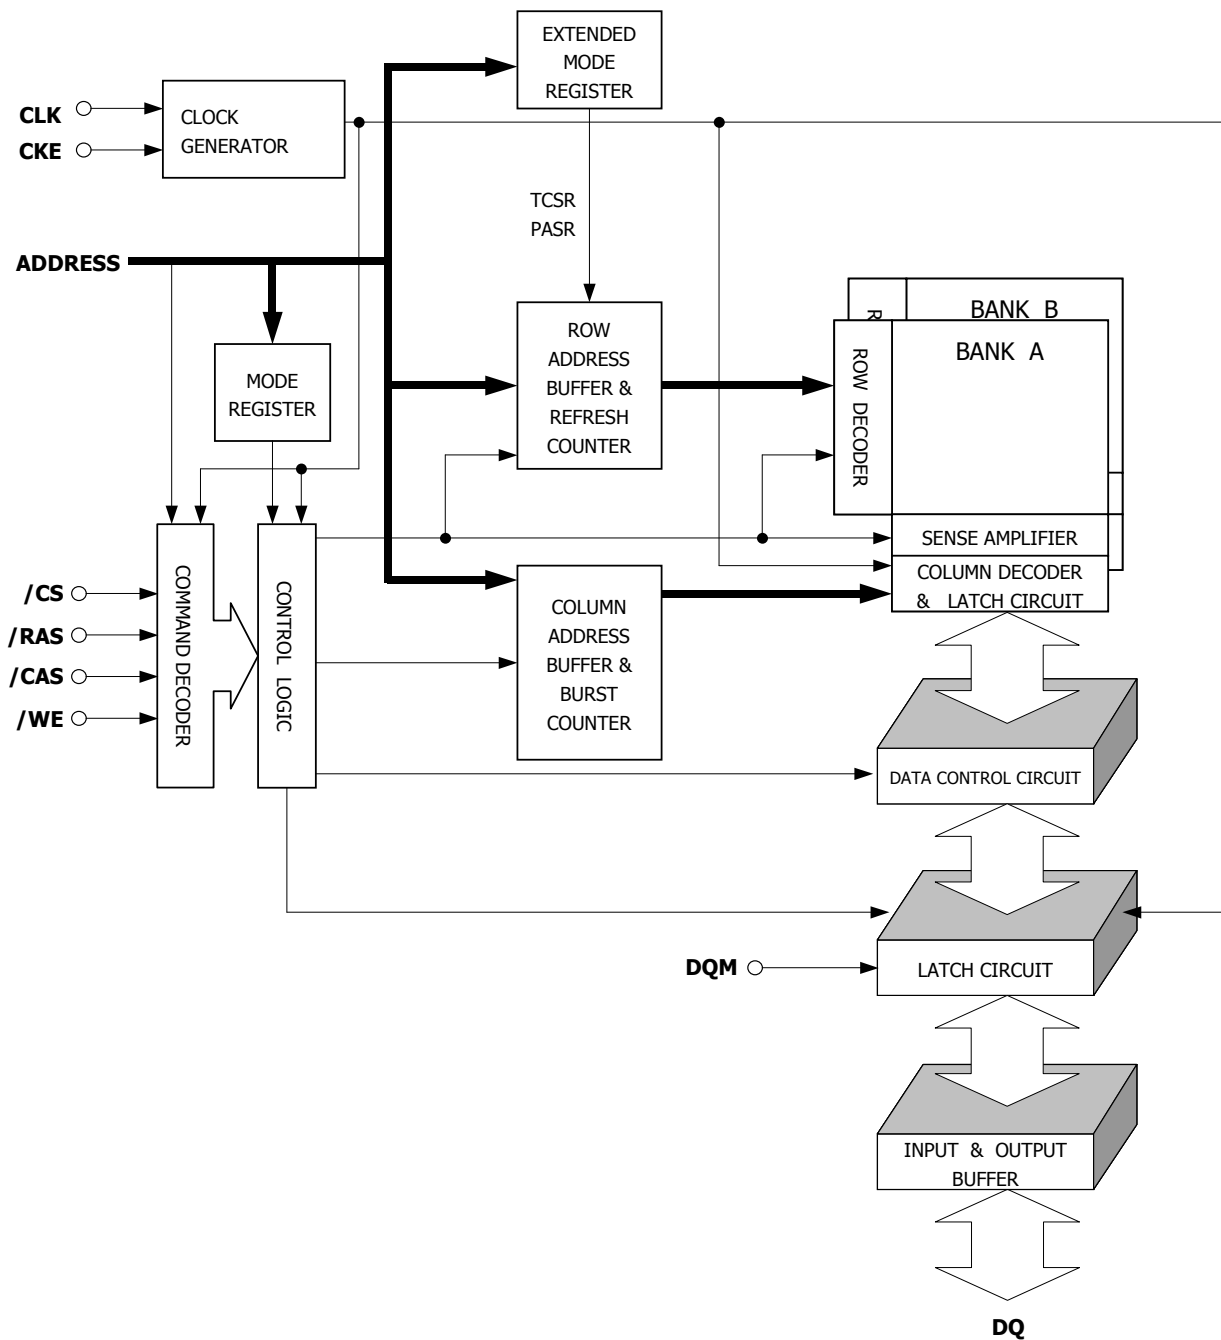 EXTENDED
MODE
REGISTER
CLK
CKE
CLOCK
GENERATOR
TCSR
PASR
ADDRESS
MODE
REGISTER
ROW
ADDRESS
BUFFER &
REFRESH
COUNTER
R
BANK B
ROW DECODER
BANK A
SENSE AMPLIFIER
COLUMN DECODER
& LATCH CIRCUIT
/CS
/RAS
/CAS
/WE
COMMAND DECODER
CONTROL LOGIC
COLUMN
ADDRESS
BUFFER &
BURST
COUNTER
DATA CONTROL CIRCUIT
DQM
LATCH CIRCUIT
INPUT & OUTPUT
BUFFER
DQ